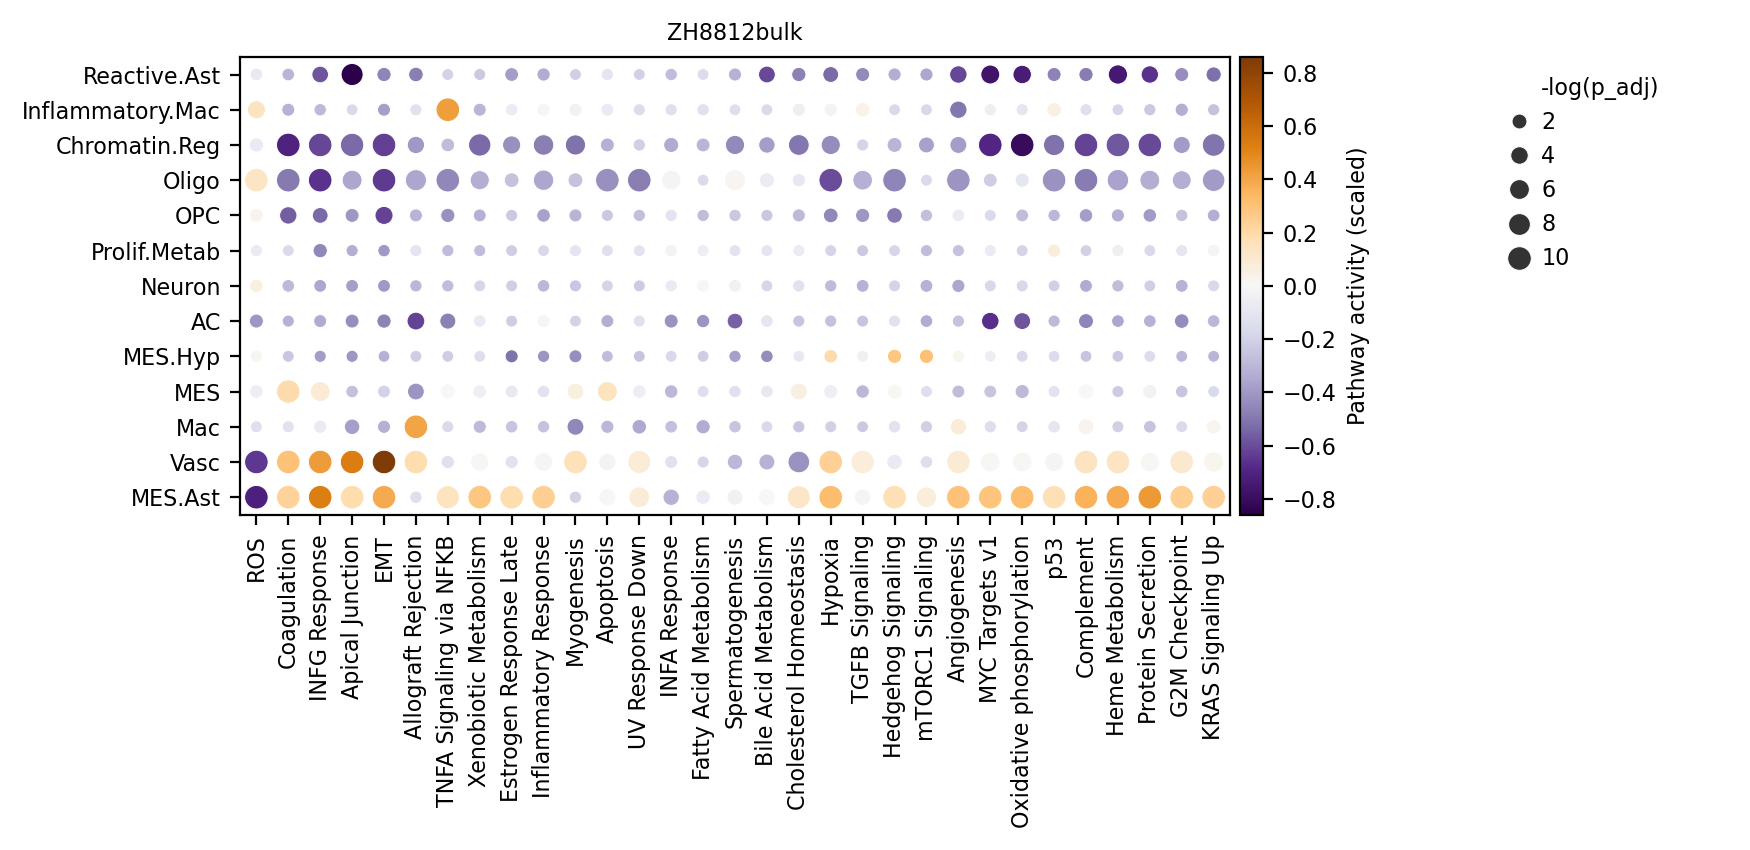 ZH8812bulk
Reactive.Ast
Inflammatory.Mac
Chromatin.Reg
Oligo
OPC
Prolif.Metab
Neuron
AC
MES.Hyp
MES
Mac
Vasc
MES.Ast
ROS
Coagulation
INFG Response
Apical Junction
EMT
Allograft Rejection
TNFA Signaling via NFKB
Xenobiotic Metabolism
Estrogen Response Late
Inflammatory Response
Myogenesis
Apoptosis
UV Response Down
INFA Response
Fatty Acid Metabolism
Spermatogenesis
Bile Acid Metabolism
Cholesterol Homeostasis
Hypoxia
TGFB Signaling
Hedgehog Signaling
mTORC1 Signaling
Angiogenesis
MYC Targets v1
Oxidative phosphorylation
p53
Complement
Heme Metabolism
Protein Secretion
G2M Checkpoint
KRAS Signaling Up
0.8
0.6
0.4
0.2
0.0
−0.2
−0.4
−0.6
−0.8
Pathway activity (scaled)
-log(p_adj)
2
4
6
8
10